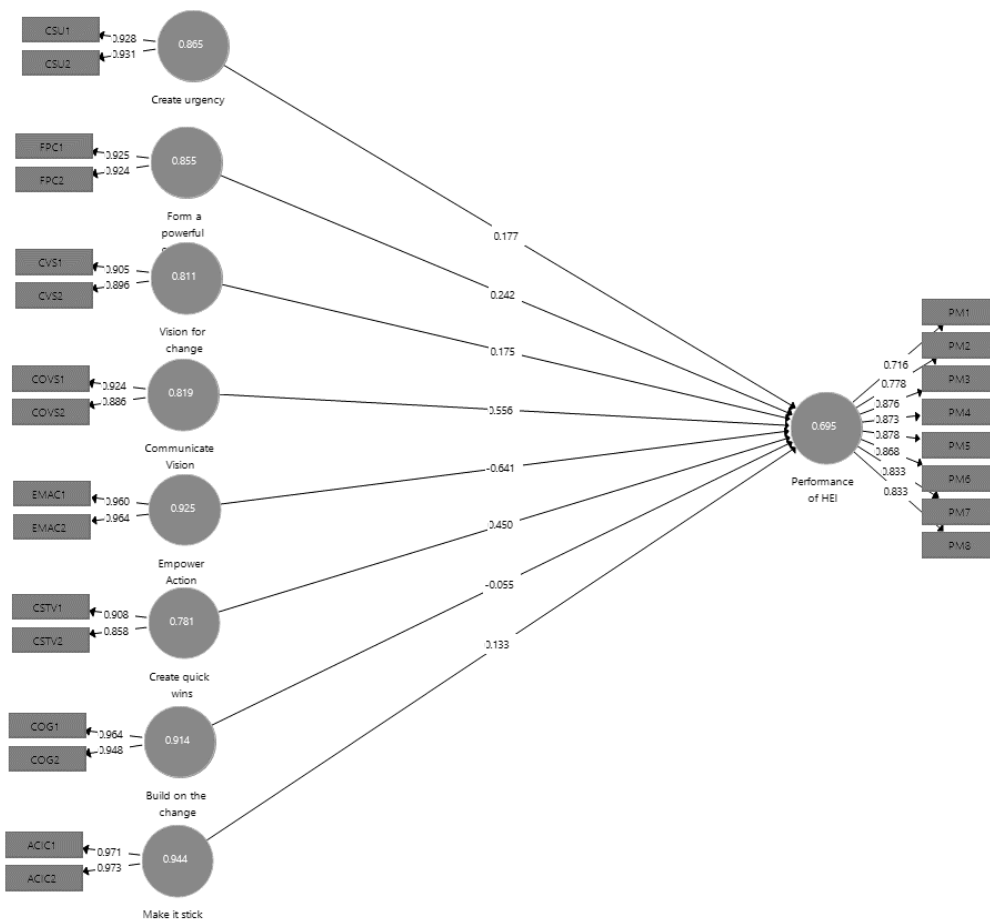 CSU1
0.928
CSU2
0.931
0.865
Create urgency
FPC1
0.925
FPC2
0.924
0.855
Form a
powerful
0.177
CVS1
0.905
CVS2
0.896
0.811
Vision for
change
0.242
0.175
COVS1
0.924
COVS2
0.886
0.819
Communicate
Vision
0.556
EMAC1
0.960
EMAC2
0.964
0.925
Empower
Action
-0.641
CSTV1
0.908
CSTV2
0.858
0.781
Create quick
wins
0.450
COG1
0.964
COG2
0.948
0.914
Build on the
change
-0.055
ACIC1
0.971
ACIC2
0.973
0.944
Make it stick
0.133
0.695
Performance
of HEI
PM1
0.716
PM2
0.778
PM3
0.876
PM4
0.873
PM5
0.878
PM6
0.868
PM7
0.833
PM8
0.833